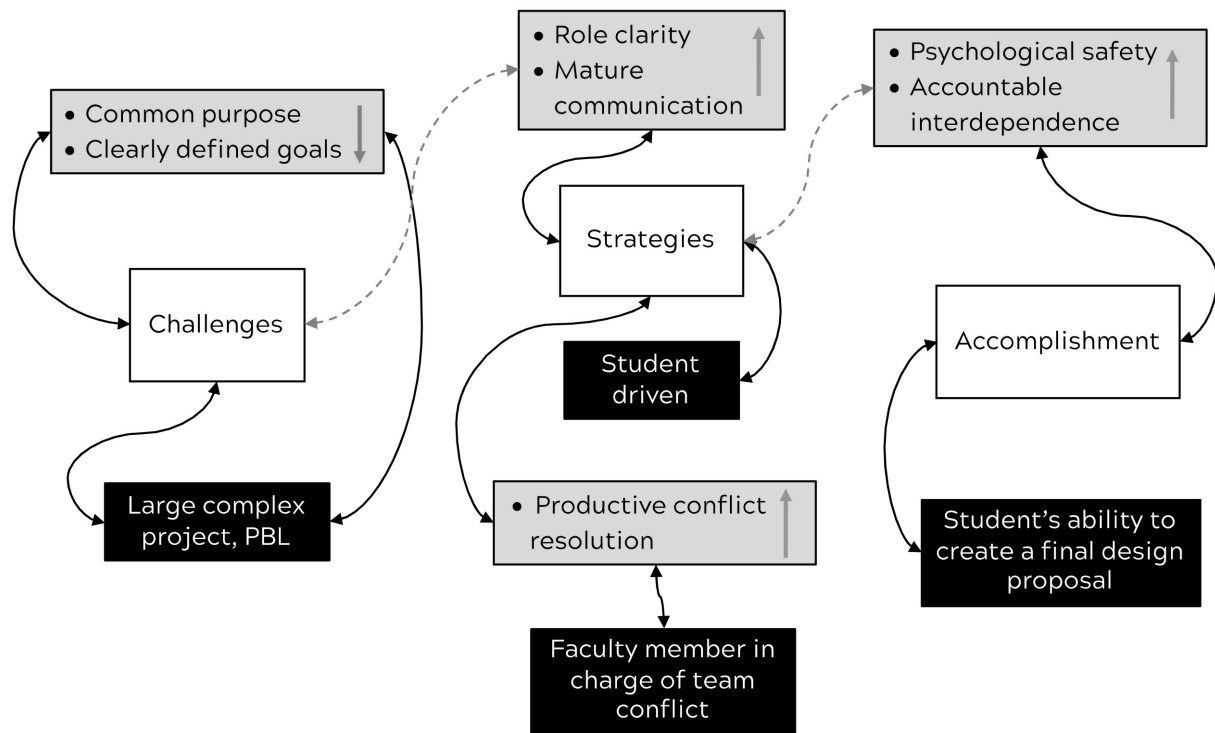 • Common purpose
• Clearly defined goals
Challenges
Large complex
project, PBL
• Role clarity
• Mature
communication
Strategies
Student
driven
• Productive conflict
resolution
Faculty member in
charge of team
conflict
• Psychological safety
• Accountable
interdependence
Accomplishment
Student’s ability to
create a final design
proposal